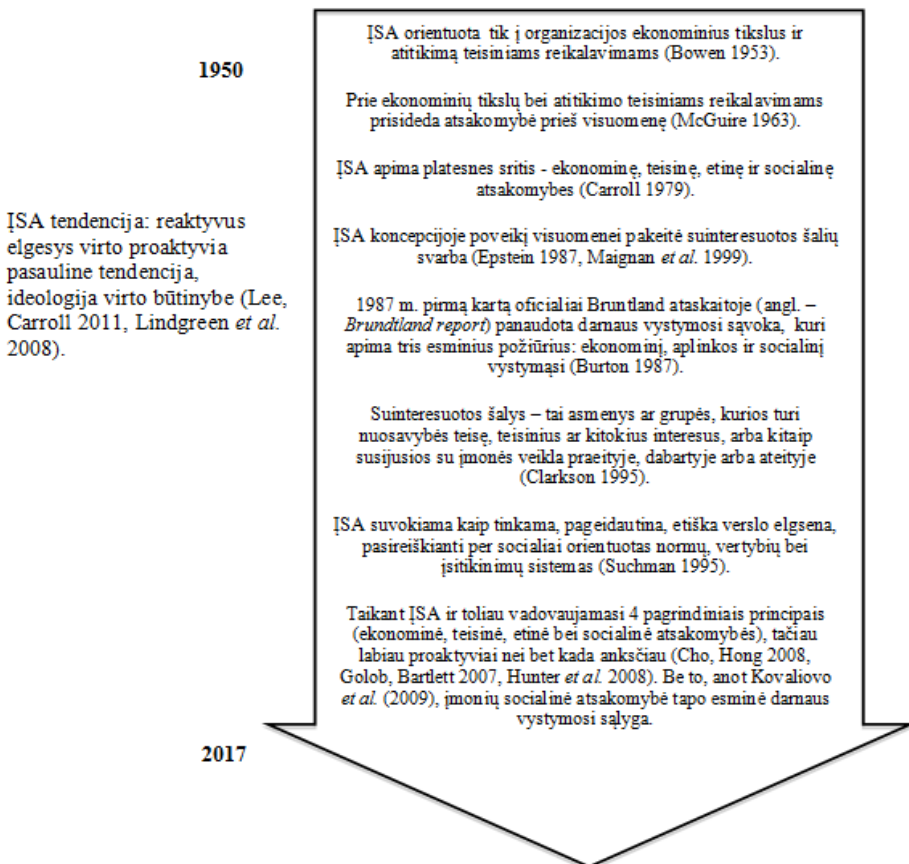 1950
ĮSA orientuota tik į organizacijos ekonominius tikslus ir
atitikimą teisiniams reikalavimams (Bowen 1953).
Prie ekonominių tikslų bei atitikimo teisiniams reikalavimams
prisideda atsakomybė prieš visuomenę (McGuire 1963).
ĮSA apima platesnes sritis - ekonominę, teisinę, etinę ir socialinę
atsakomybes (Carroll 1979).
ĮSA tendencija: reaktyvus
elgesys virto proaktyvia
pasauline tendencija,
ideologija virto būtinybe (Lee,
Carroll 2011, Lindgreen et al.
2008).
ĮSA koncepcijoje poveikį visuomenei pakeitė suinteresuotos šalių
svarba (Epstein 1987, Maignan et al. 1999).
1987 m. pirmą kartą oficialiai Bruntland ataskaitoje (angl. –
Brundtland report) panaudota darnaus vystymosi sąvoka, kuri
apima tris esminius požiūrius: ekonominį, aplinkos ir socialinį
vystymąsi (Burton 1987).
Suinteresuotos šalys – tai asmenys ar grupės, kurios turi
nuosavybės teisę, teisinius ar kitokius interesus, arba kitaip
susijusios su įmonės veikla praeityje, dabartyje arba ateityje
(Clarkson 1995).
ĮSA suvokiama kaip tinkama, pageidautina, etiška verslo elgsena,
pasireiškianti per socialiai orientuotas normų, vertybių bei
įsitikinimų sistemas (Suchman 1995).
Taikant ĮSA ir toliau vadovaujamasi 4 pagrindiniais principais
(ekonominė, teisinė, etinė bei socialinė atsakomybės), tačiau
labiau proaktyviai nei bet kada anksčiau (Cho, Hong 2008,
Golob, Bartlett 2007, Hunter et al. 2008). Be to, anot Kovaliovo
et al. (2009), įmonių socialinė atsakomybė tapo esminė darnaus
vystymosi sąlyga.
2017